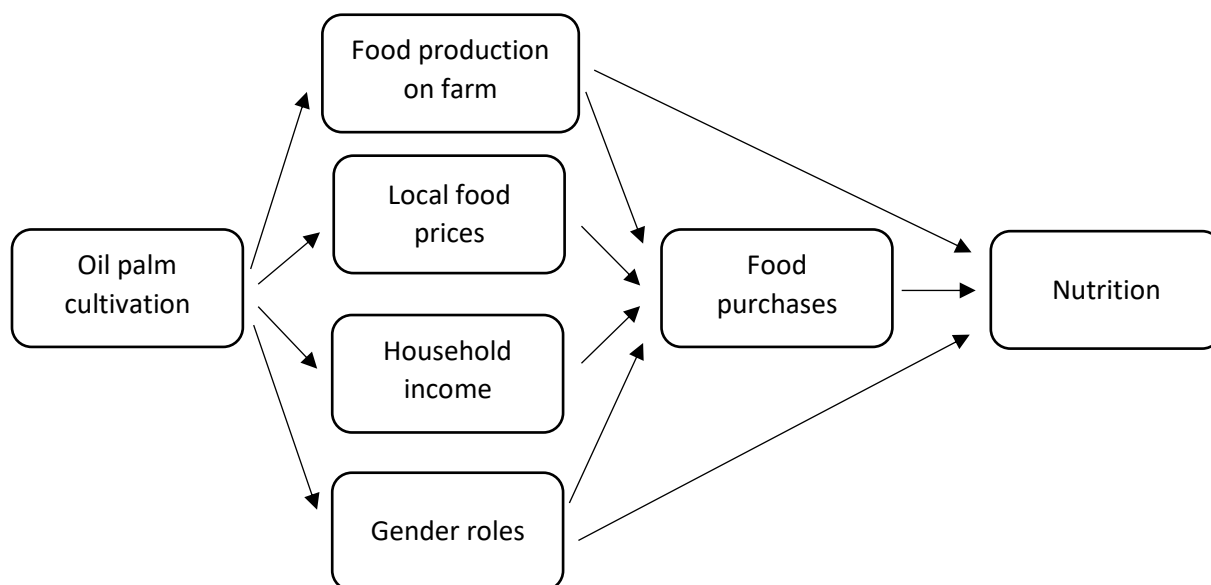 Food production
on farm
Local food
prices
Oil palm
cultivation
Food
purchases
Nutrition
Household
income
Gender roles